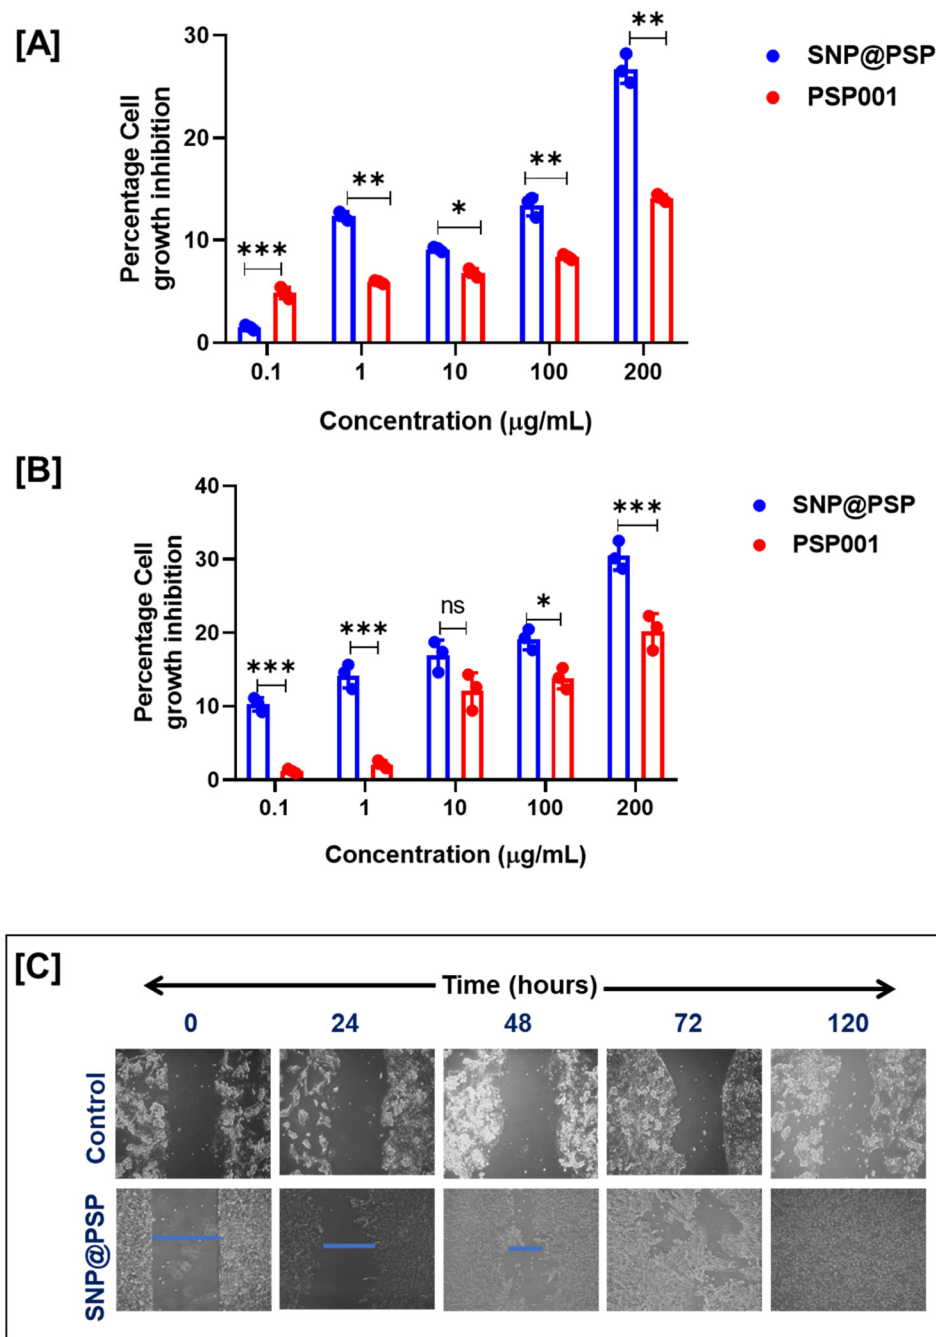 [A]
30
20
10
0
Percentage Cell
growth inhibition
***
**
*
**
**
SNP@PSP
PSP001
0.1 1 10 100 200
Concentration (µg/mL)
[B]
40
30
20
10
0
Percentage Cell
growth inhibition
***
***
ns
*
***
SNP@PSP
PSP001
0.1 1 10 100 200
Concentration (µg/mL)
[C]
Time (hours)
0 24 48 72 120
Control
SNP@PSP